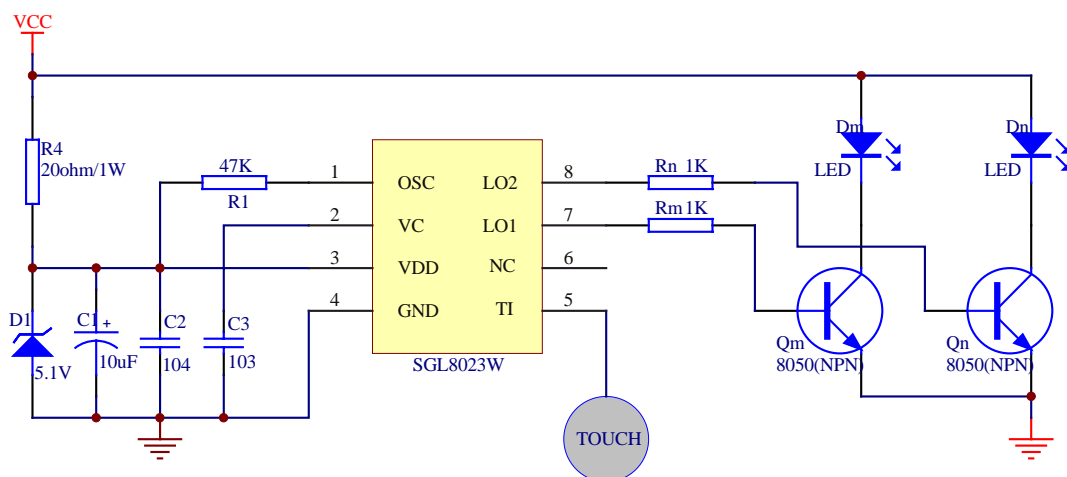 VCC
R4
20ohm/1W
47K
R1
1
2
3
4
OSC
VC
VDD
GND
LO2
LO1
NC
TI
8
7
6
5
SGL8023W
Rn 1K
Rm1K
Dm
LED
Dn
LED
D1
5.1V
C1
+
10uF
C2
104
C3
103
Qm
8050(NPN)
Qn
8050(NPN)
TOUCH